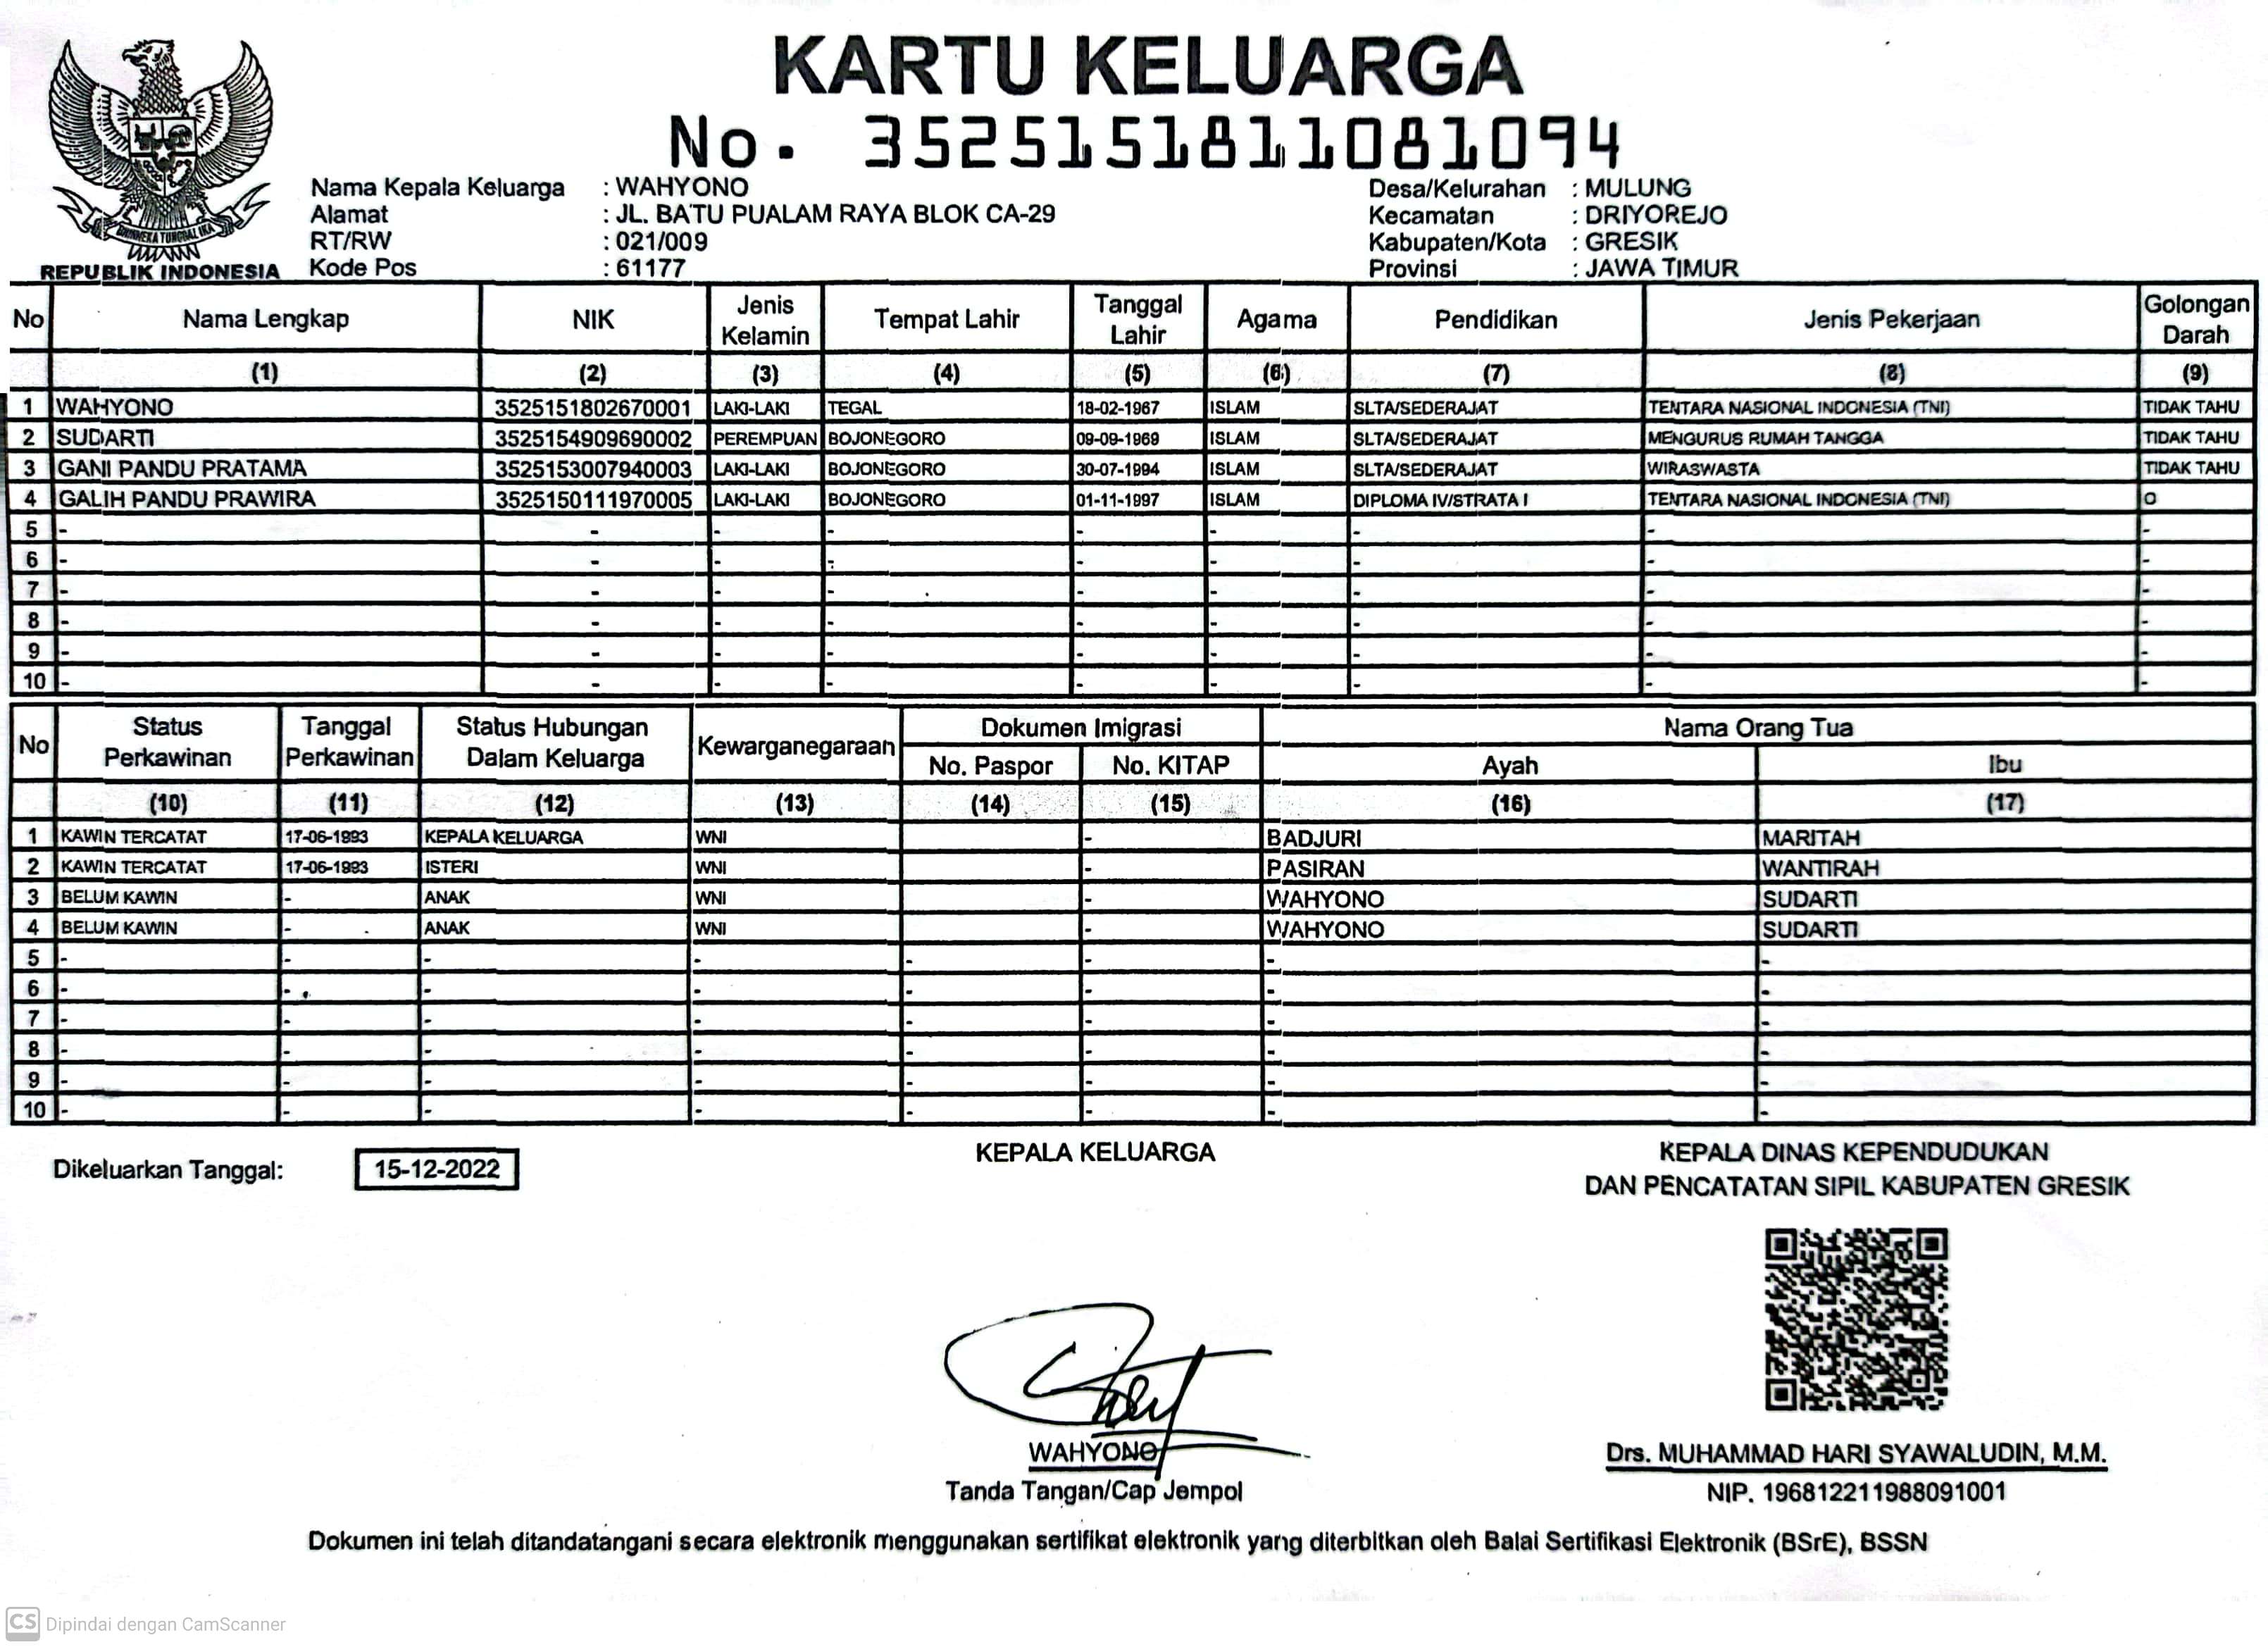 KARTU KELUARGA
No. 3525151811081094
BHINNEKA TUNGGAL IKA
REPUBLIK INDONESIA
Nama Kepala Keluarga : WAHYONO
Alamat : JL. BATU PUALAM RAYA BLOK CA-29
RT/RW : 021/009
Kode Pos : 61177
Desa/Kelurahan : MULUNG
Kecamatan : DRIYOREJO
Kabupaten/Kota : GRESIK
Provinsi : JAWA TIMUR
No Nama Lengkap NIK Jenis Kelamin Tempat Lahir Tanggal Lahir Agama Pendidikan Jenis Pekerjaan Golongan Darah
(1) (2) (3) (4) (5) (6) (7) (8) (9)
1 WAHYONO 3525151802670001 LAKI-LAKI TEGAL 18-02-1967 ISLAM SLTA/SEDERAJAT TENTARA NASIONAL INDONESIA (TNI) TIDAK TAHU
2 SUDARTI 3525154909690002 PEREMPUAN BOJONEGORO 09-09-1969 ISLAM SLTA/SEDERAJAT MENGURUS RUMAH TANGGA TIDAK TAHU
3 GANI PANDU PRATAMA 3525153007940003 LAKI-LAKI BOJONEGORO 30-07-1994 ISLAM SLTA/SEDERAJAT WIRASWASTA TIDAK TAHU
4 GALIH PANDU PRAWIRA 3525150111970005 LAKI-LAKI BOJONEGORO 01-11-1997 ISLAM DIPLOMA IV/STRATA I TENTARA NASIONAL INDONESIA (TNI) O
5 - - - - - - - - -
6 - - - - - - - - -
7 - - - - - - - - -
8 - - - - - - - - -
9 - - - - - - - - -
10 - - - - - - - - -
No Status Perkawinan Tanggal Perkawinan Status Hubungan Dalam Keluarga Kewarganegaraan Dokumen Imigrasi Nama Orang Tua
No. Paspor No. KITAP Ayah Ibu
(10) (11) (12) (13) (14) (15) (16) (17)
1 KAWIN TERCATAT 17-06-1993 KEPALA KELUARGA WNI - BADJURI MARITAH
2 KAWIN TERCATAT 17-06-1993 ISTERI WNI - PASIRAN WANTIRAH
3 BELUM KAWIN - ANAK WNI - WAHYONO SUDARTI
4 BELUM KAWIN - ANAK WNI - WAHYONO SUDARTI
5 - - - - - - - -
6 - - - - - - - -
7 - - - - - - - -
8 - - - - - - - -
9 - - - - - - - -
10 - - - - - - - -
Dikeluarkan Tanggal: 15-12-2022
KEPALA KELUARGA
WAHYONO
Tanda Tangan/Cap Jempol
KEPALA DINAS KEPENDUDUKAN
DAN PENCATATAN SIPIL KABUPATEN GRESIK
Drs. MUHAMMAD HARI SYAWALUDIN, M.M.
NIP. 196812211988091001
Dokumen ini telah ditandatangani secara elektronik menggunakan sertifikat elektronik yang diterbitkan oleh Balai Sertifikasi Elektronik (BSrE), BSSN
CS Dipindai dengan CamScanner